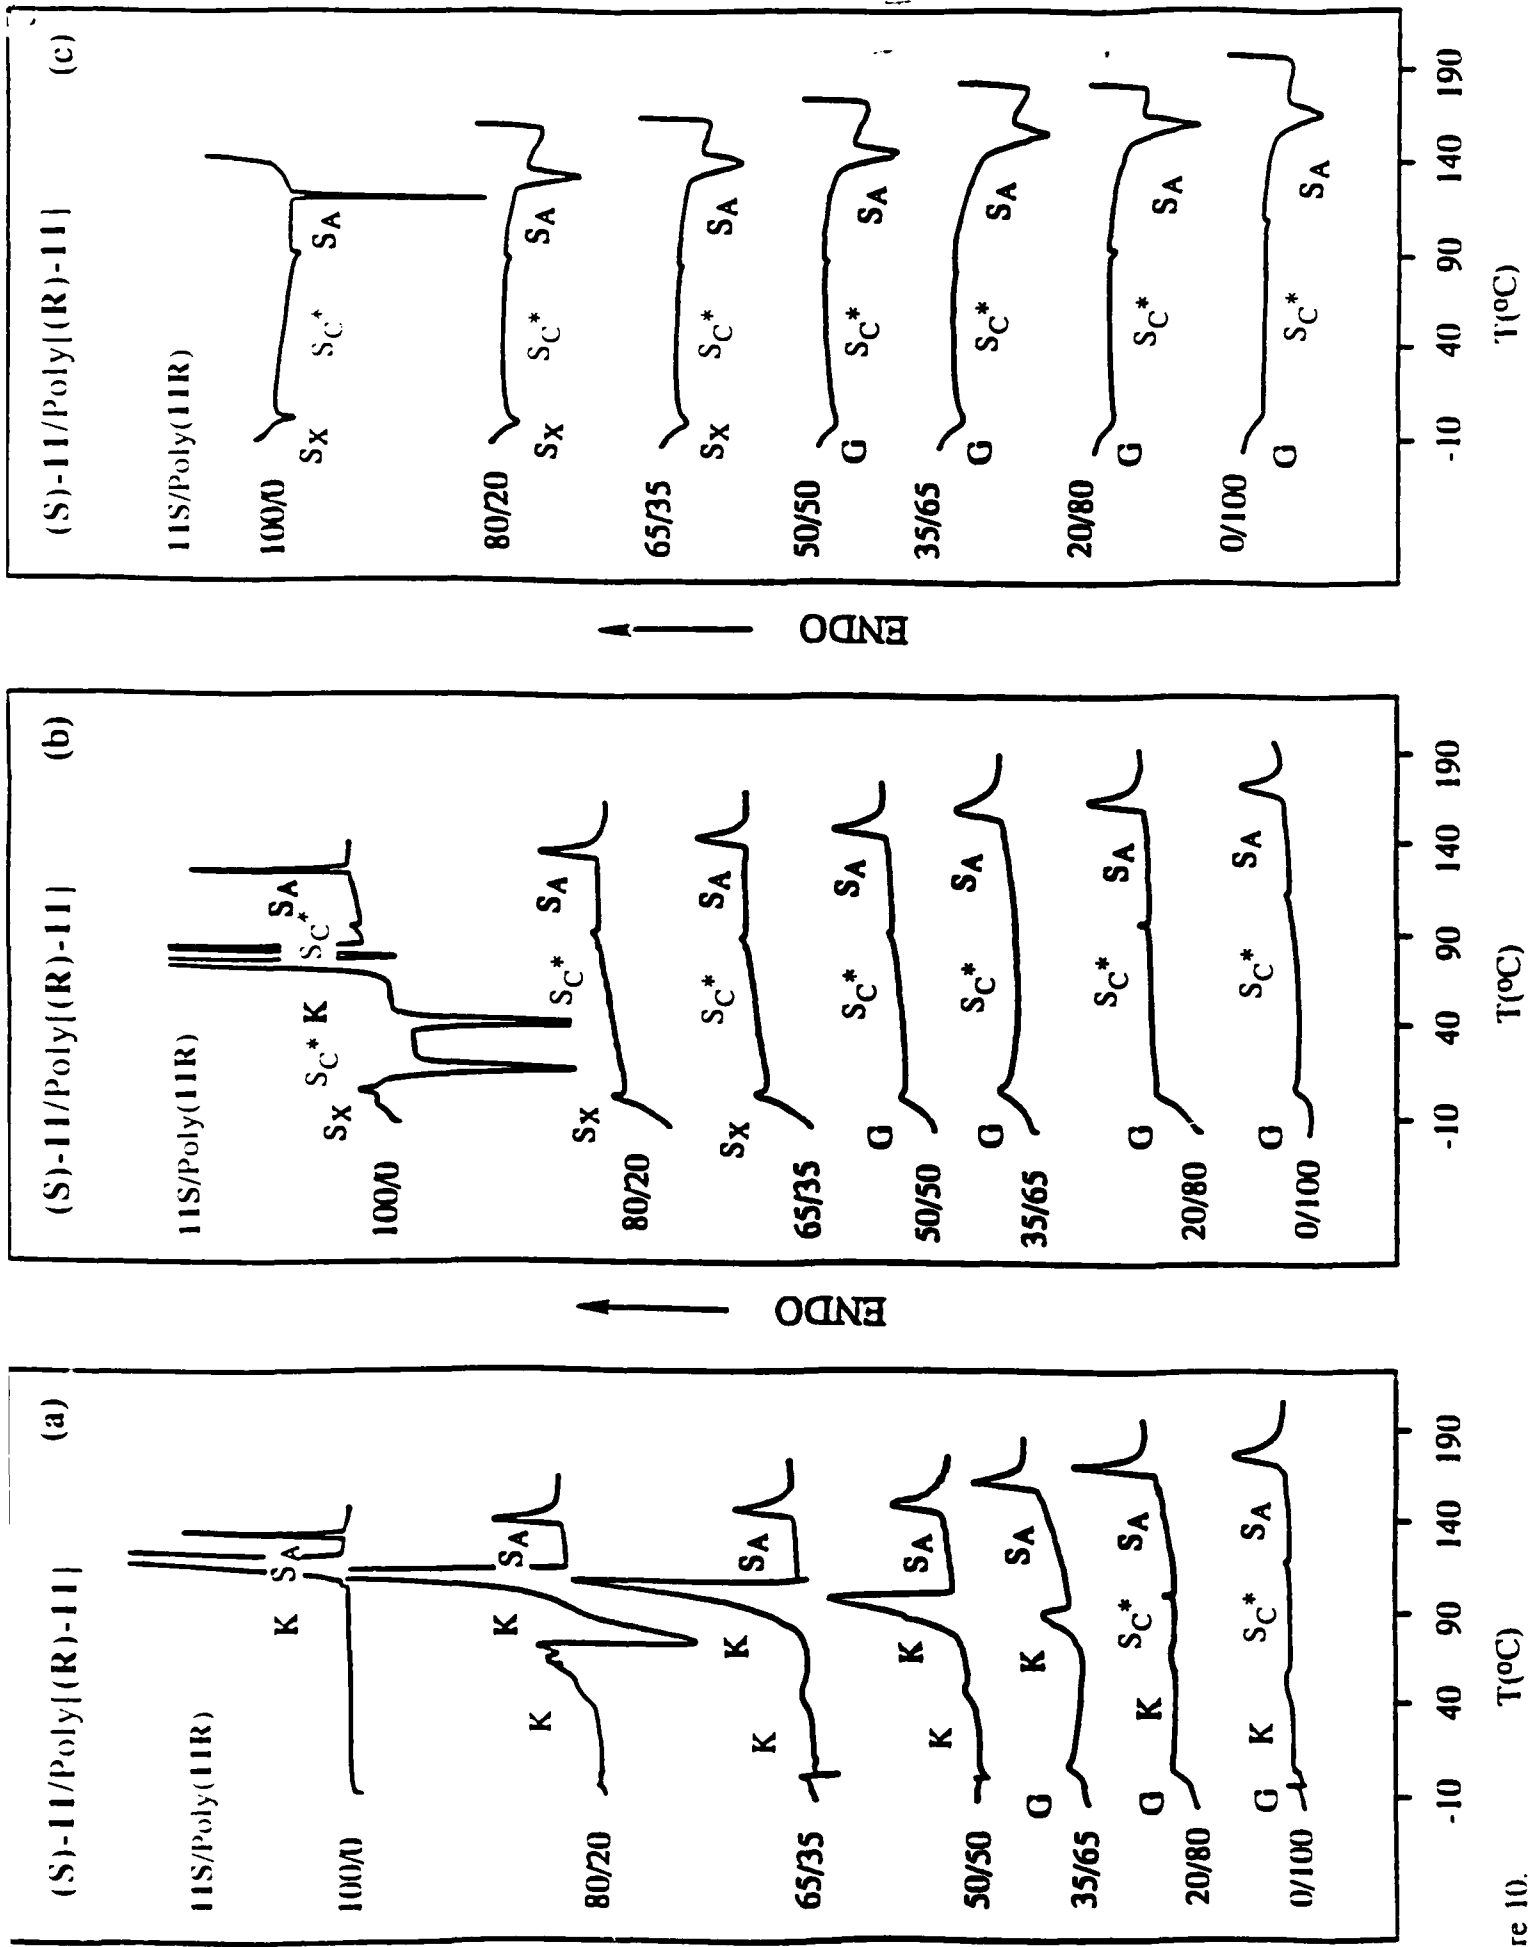 (S)-11/Poly[(R)-11] (a)
11S/Poly(11R)
100/0
K
SA
80/20
K
K
SA
65/35
K
K
SA
50/50
K
K
SA
35/65
G
K
SA
20/80
G
K
SC*
SA
0/100
G
K
SC*
SA
-10 40 90 140 190
T(ºC)
re 10.
ENDO
(S)-11/Poly[(R)-11] (b)
11S/Poly(11R)
100/0
SX
SC*
K
SC*
SA
80/20
SX
SC*
SA
65/35
SX
SC*
SA
50/50
G
SC*
SA
35/65
G
SC*
SA
20/80
G
SC*
SA
0/100
G
SC*
SA
-10 40 90 140 190
T(ºC)
ENDO
(S)-11/Poly[(R)-11] (c)
11S/Poly(11R)
100/0
SX
SC*
SA
80/20
SX
SC*
SA
65/35
SX
SC*
SA
50/50
G
SC*
SA
35/65
G
SC*
SA
20/80
G
SC*
SA
0/100
G
SC*
SA
-10 40 90 140 190
T(ºC)